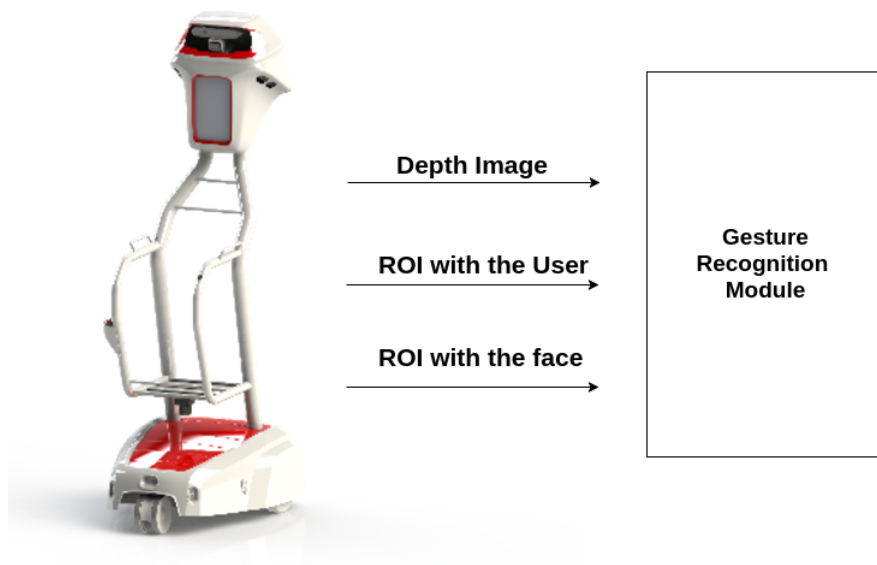 Depth Image
ROI with the User
ROI with the face
Gesture
Recognition
Module